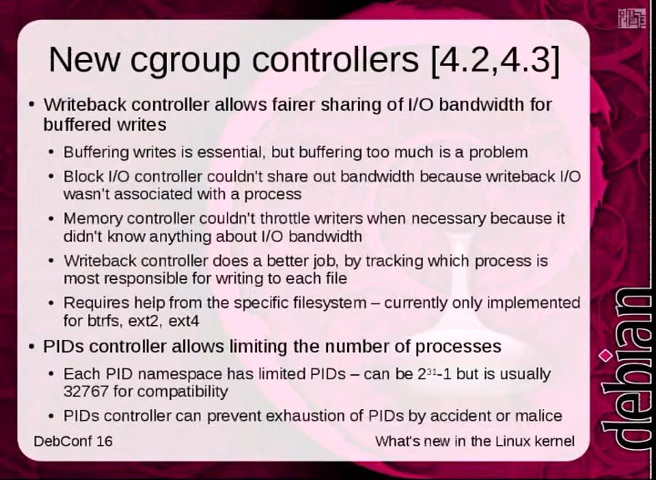 New cgroup controllers [4.2,4.3]
• Writeback controller allows fairer sharing of I/O bandwidth for
buffered writes
• Buffering writes is essential, but buffering too much is a problem
• Block I/O controller couldn't share out bandwidth because writeback I/O
wasn't associated with a process
• Memory controller couldn't throttle writers when necessary because it
didn't know anything about I/O bandwidth
• Writeback controller does a better job, by tracking which process is
most responsible for writing to each file
• Requires help from the specific filesystem – currently only implemented
for btrfs, ext2, ext4
• PIDs controller allows limiting the number of processes
• Each PID namespace has limited PIDs – can be 2³¹-1 but is usually
32767 for compatibility
• PIDs controller can prevent exhaustion of PIDs by accident or malice
DebConf 16
What's new in the Linux kernel
debian